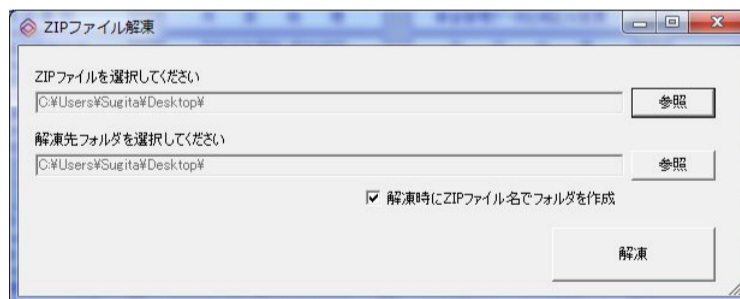 ZIPファイル解凍
ZIPファイルを選択してください
C:¥Users¥Sugita¥Desktop¥
参照
解凍先フォルダを選択してください
C:¥Users¥Sugita¥Desktop¥
参照
解凍時にZIPファイル名でフォルダを作成
解凍